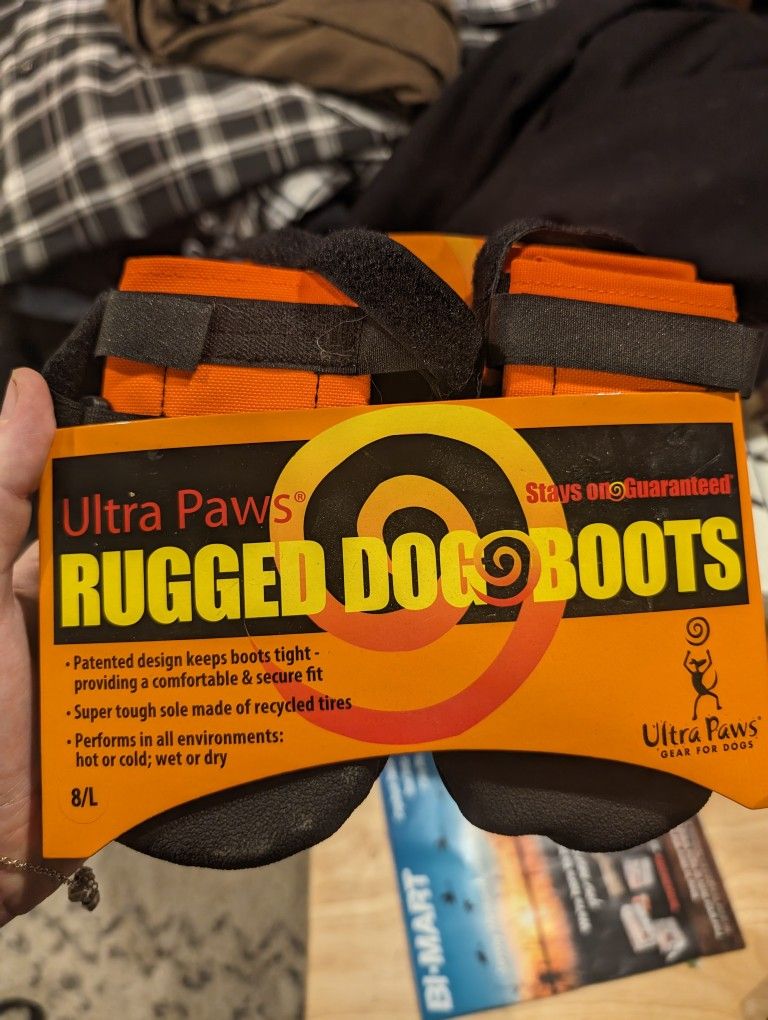 Ultra Paws®
Stays on Guaranteed
RUGGED DOG BOOTS
• Patented design keeps boots tight -
providing a comfortable & secure fit
• Super tough sole made of recycled tires
• Performs in all environments:
hot or cold; wet or dry
8/L
Ultra Paws
GEAR FOR DOGS
BI-MART